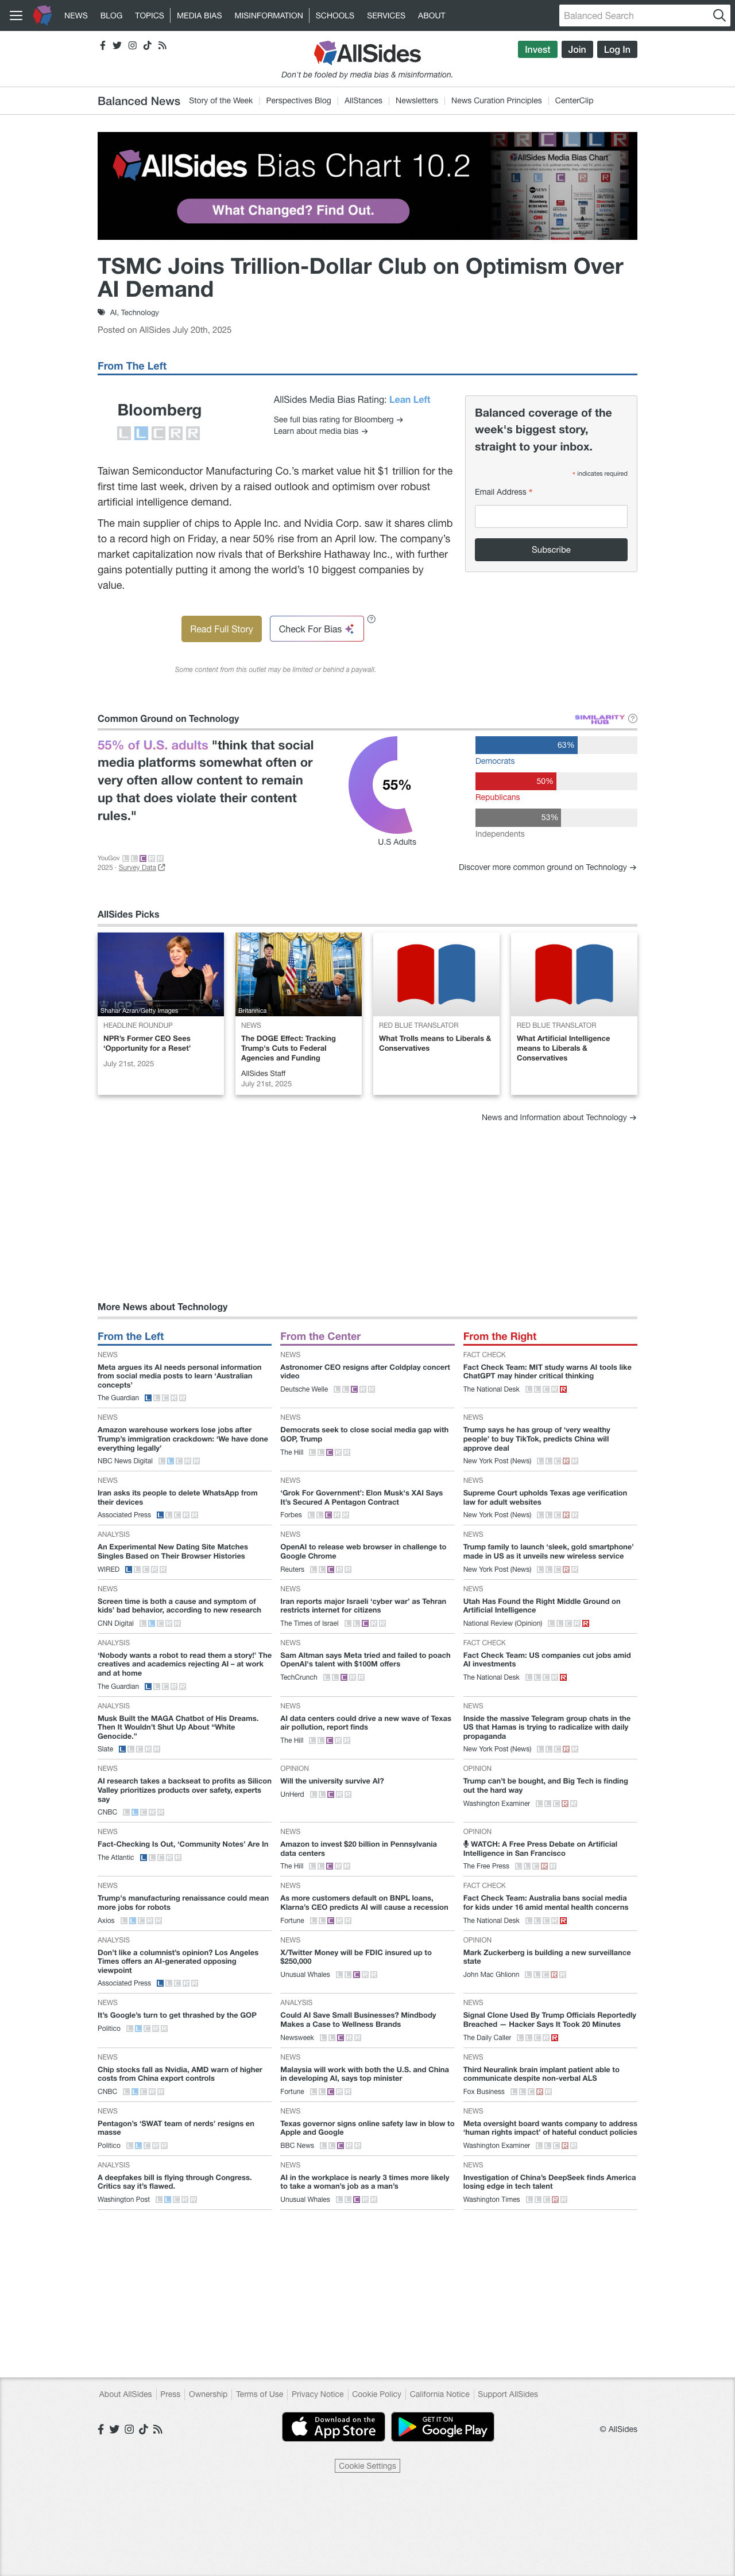 NEWS BLOG TOPICS MEDIA BIAS MISINFORMATION SCHOOLS SERVICES ABOUT Balanced Search
AllSides
Invest Join Log In
Don't be fooled by media bias & misinformation.
Balanced News Story of the Week Perspectives Blog AllStances Newsletters News Curation Principles CenterClip
AllSides Bias Chart 10.2
What Changed? Find Out.
TSMC Joins Trillion-Dollar Club on Optimism Over
AI Demand
AI, Technology
Posted on AllSides July 20th, 2025
From The Left
Bloomberg
L L C R R
AllSides Media Bias Rating: Lean Left
See full bias rating for Bloomberg →
Learn about media bias →
Taiwan Semiconductor Manufacturing Co.'s market value hit $1 trillion for the
first time last week, driven by a raised outlook and optimism over robust
artificial intelligence demand.
The main supplier of chips to Apple Inc. and Nvidia Corp. saw it shares climb
to a record high on Friday, a near 50% rise from an April low. The company's
market capitalization now rivals that of Berkshire Hathaway Inc., with further
gains potentially putting it among the world's 10 biggest companies by
value.
Read Full Story Check For Bias ?
Some content from this outlet may be limited or behind a paywall.
Balanced coverage of the
week's biggest story,
straight to your inbox.
* indicates required
Email Address *
Subscribe
Common Ground on Technology
SIMILARITY
HUB
?
55% of U.S. adults "think that social
media platforms somewhat often or
very often allow content to remain
up that does violate their content
rules."
YouGov L L C R R
2025 - Survey Data
55%
U.S Adults
63%
Democrats
50%
Republicans
53%
Independents
Discover more common ground on Technology →
AllSides Picks
Shahar Azran/Getty Images
HEADLINE ROUNDUP
NPR's Former CEO Sees
'Opportunity for a Reset'
July 21st, 2025
Britannica
NEWS
The DOGE Effect: Tracking
Trump's Cuts to Federal
Agencies and Funding
AllSides Staff
July 21st, 2025
RED BLUE TRANSLATOR
What Trolls means to Liberals &
Conservatives
RED BLUE TRANSLATOR
What Artificial Intelligence
means to Liberals &
Conservatives
News and Information about Technology →
More News about Technology
From the Left
NEWS
Meta argues its AI needs personal information
from social media posts to learn 'Australian
concepts'
The Guardian
NEWS
Amazon warehouse workers lose jobs after
Trump's immigration crackdown: 'We have done
everything legally'
NBC News Digital
NEWS
Iran asks its people to delete WhatsApp from
their devices
Associated Press
ANALYSIS
An Experimental New Dating Site Matches
Singles Based on Their Browser Histories
WIRED
NEWS
Screen time is both a cause and symptom of
kids' bad behavior, according to new research
CNN Digital
ANALYSIS
'Nobody wants a robot to read them a story!' The
creatives and academics rejecting AI – at work
and at home
The Guardian
ANALYSIS
Musk Built the MAGA Chatbot of His Dreams.
Then It Wouldn't Shut Up About "White
Genocide."
Slate
NEWS
AI research takes a backseat to profits as Silicon
Valley prioritizes products over safety, experts
say
CNBC
NEWS
Fact-Checking Is Out, 'Community Notes' Are In
The Atlantic
NEWS
Trump's manufacturing renaissance could mean
more jobs for robots
Axios
ANALYSIS
Don't like a columnist's opinion? Los Angeles
Times offers an AI-generated opposing
viewpoint
Associated Press
NEWS
It's Google's turn to get thrashed by the GOP
Politico
NEWS
Chip stocks fall as Nvidia, AMD warn of higher
costs from China export controls
CNBC
NEWS
Pentagon's 'SWAT team of nerds' resigns en
masse
Politico
ANALYSIS
A deepfakes bill is flying through Congress.
Critics say it's flawed.
Washington Post
From the Center
NEWS
Astronomer CEO resigns after Coldplay concert
video
Deutsche Welle
NEWS
Democrats seek to close social media gap with
GOP, Trump
The Hill
NEWS
'Grok For Government': Elon Musk's XAI Says
It's Secured A Pentagon Contract
Forbes
NEWS
OpenAI to release web browser in challenge to
Google Chrome
Reuters
NEWS
Iran reports major Israeli 'cyber war' as Tehran
restricts internet for citizens
The Times of Israel
NEWS
Sam Altman says Meta tried and failed to poach
OpenAI's talent with $100M offers
TechCrunch
NEWS
AI data centers could drive a new wave of Texas
air pollution, report finds
The Hill
OPINION
Will the university survive AI?
UnHerd
NEWS
Amazon to invest $20 billion in Pennsylvania
data centers
The Hill
NEWS
As more customers default on BNPL loans,
Klarna's CEO predicts AI will cause a recession
Fortune
NEWS
X/Twitter Money will be FDIC insured up to
$250,000
Unusual Whales
ANALYSIS
Could AI Save Small Businesses? Mindbody
Makes a Case to Wellness Brands
Newsweek
NEWS
Malaysia will work with both the U.S. and China
in developing AI, says top minister
Fortune
NEWS
Texas governor signs online safety law in blow to
Apple and Google
BBC News
NEWS
AI in the workplace is nearly 3 times more likely
to take a woman's job as a man's
Unusual Whales
From the Right
FACT CHECK
Fact Check Team: MIT study warns AI tools like
ChatGPT may hinder critical thinking
The National Desk
NEWS
Trump says he has group of 'very wealthy
people' to buy TikTok, predicts China will
approve deal
New York Post (News)
NEWS
Supreme Court upholds Texas age verification
law for adult websites
New York Post (News)
NEWS
Trump family to launch 'sleek, gold smartphone'
made in US as it unveils new wireless service
New York Post (News)
NEWS
Utah Has Found the Right Middle Ground on
Artificial Intelligence
National Review (Opinion)
FACT CHECK
Fact Check Team: US companies cut jobs amid
AI investments
The National Desk
NEWS
Inside the massive Telegram group chats in the
US that Hamas is trying to radicalize with daily
propaganda
New York Post (News)
OPINION
Trump can't be bought, and Big Tech is finding
out the hard way
Washington Examiner
OPINION
WATCH: A Free Press Debate on Artificial
Intelligence in San Francisco
The Free Press
FACT CHECK
Fact Check Team: Australia bans social media
for kids under 16 amid mental health concerns
The National Desk
OPINION
Mark Zuckerberg is building a new surveillance
state
John Mac Ghlionn
NEWS
Signal Clone Used By Trump Officials Reportedly
Breached — Hacker Says It Took 20 Minutes
The Daily Caller
NEWS
Third Neuralink brain implant patient able to
communicate despite non-verbal ALS
Fox Business
NEWS
Meta oversight board wants company to address
'human rights impact' of hateful conduct policies
Washington Examiner
NEWS
Investigation of China's DeepSeek finds America
losing edge in tech talent
Washington Times
About AllSides Press Ownership Terms of Use Privacy Notice Cookie Policy California Notice Support AllSides
Download on the
App Store
GET IT ON
Google Play
© AllSides
Cookie Settings